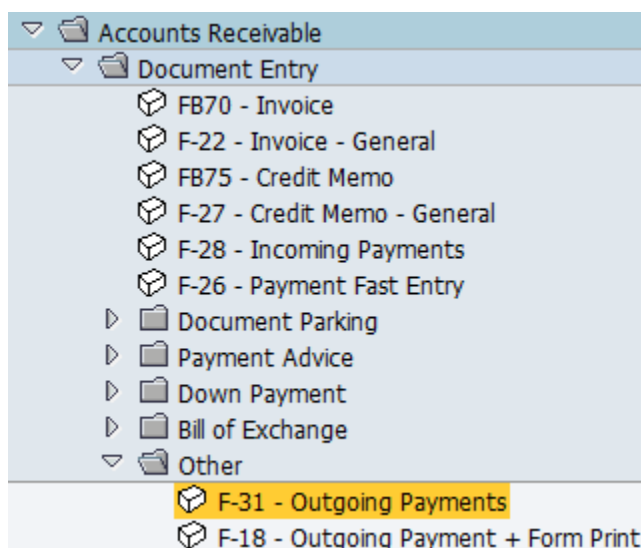 Accounts Receivable
Document Entry
FB70 - Invoice
F-22 - Invoice - General
FB75 - Credit Memo
F-27 - Credit Memo - General
F-28 - Incoming Payments
F-26 - Payment Fast Entry
Document Parking
Payment Advice
Down Payment
Bill of Exchange
Other
F-31 - Outgoing Payments
F-18 - Outgoing Payment + Form Print